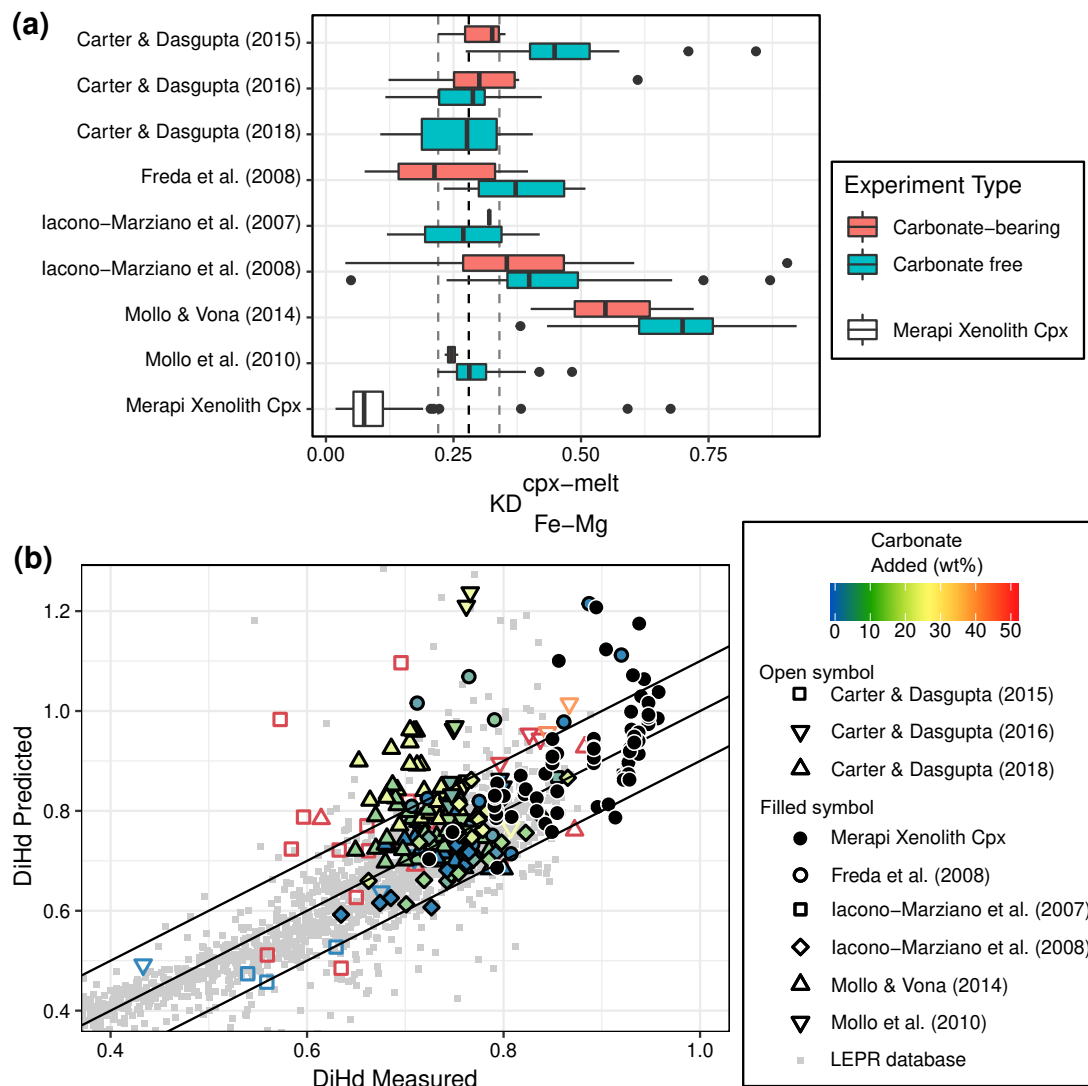 (a)
Carter & Dasgupta (2015)
Carter & Dasgupta (2016)
Carter & Dasgupta (2018)
Freda et al. (2008)
Iacono−Marziano et al. (2007)
Iacono−Marziano et al. (2008)
Mollo & Vona (2014)
Mollo et al. (2010)
Merapi Xenolith Cpx
0.00 0.25 0.50 0.75
cpx−melt
KD
Fe−Mg
Experiment Type
Carbonate−bearing
Carbonate free
Merapi Xenolith Cpx
(b)
DiHd Predicted
1.2
1.0
0.8
0.6
0.4
0.4 0.6 0.8 1.0
DiHd Measured
Carbonate
Added (wt%)
0 10 20 30 40 50
Open symbol
Carter & Dasgupta (2015)
Carter & Dasgupta (2016)
Carter & Dasgupta (2018)
Filled symbol
Merapi Xenolith Cpx
Freda et al. (2008)
Iacono−Marziano et al. (2007)
Iacono−Marziano et al. (2008)
Mollo & Vona (2014)
Mollo et al. (2010)
LEPR database